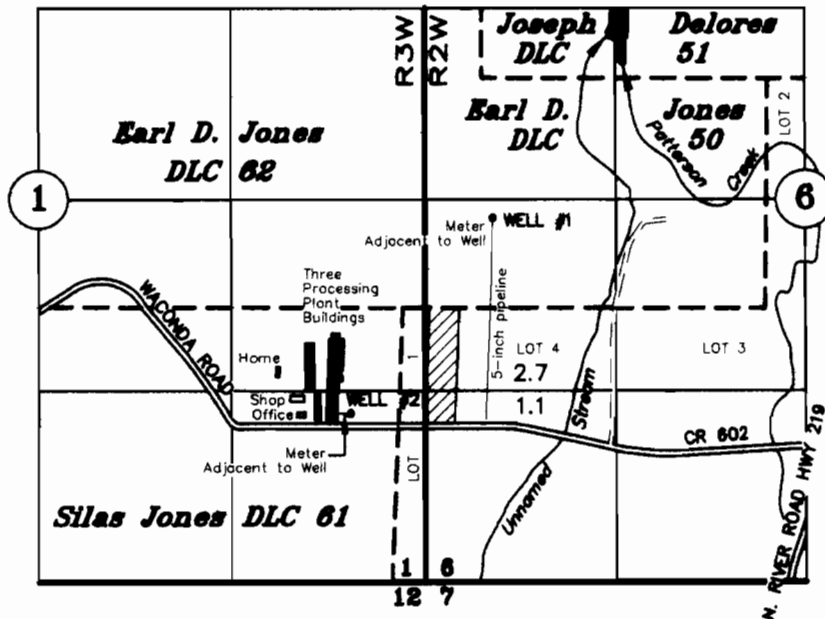 R3W
R2W
Joseph
DLC
Delores
51
Earl D. Jones
DLC 62
Earl D.
DLC
Jones
50
LOT 2
Patterson Creek
1
6
Meter
Adjacent to Well
WELL #1
Three
Processing
Plant
Buildings
WACONDA ROAD
Home
Shop
Office
WELL #2
Meter
Adjacent to Well
5-inch pipeline
LOT 1
LOT 4
2.7
1.1
LOT 3
Unnamed Stream
CR 602
N. RIVER ROAD HWY 219
Silas Jones DLC 61
1 6
12 7